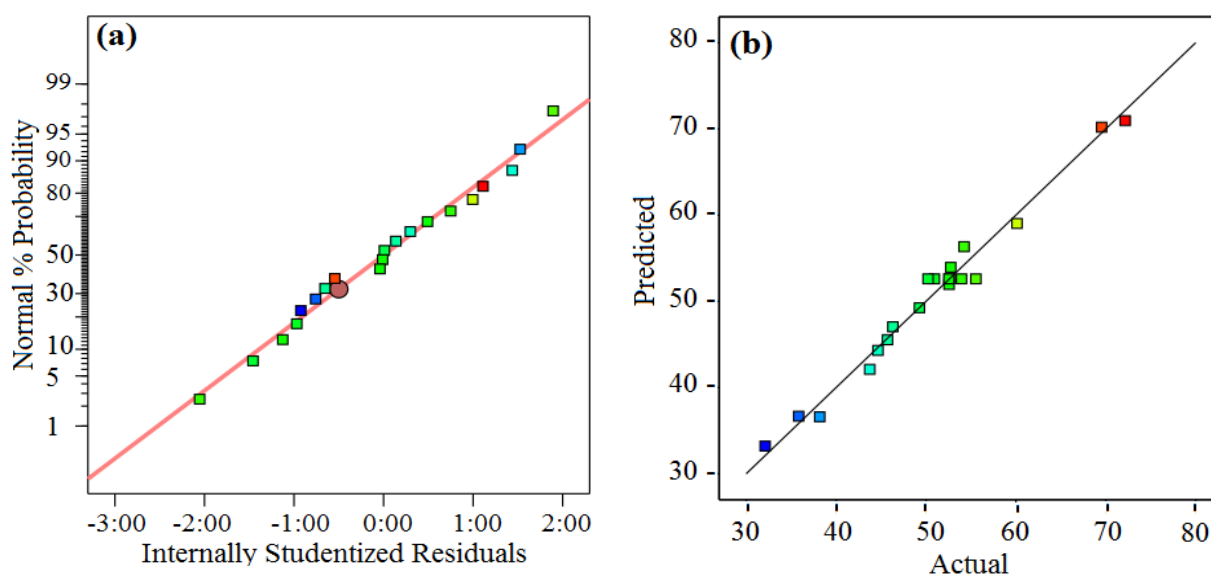 (a)
Normal % Probability
99
95
90
80
50
30
10
5
1
-3:00 -2:00 -1:00 0:00 1:00 2:00
Internally Studentized Residuals
(b)
Predicted
80
70
60
50
40
30
30 40 50 60 70 80
Actual